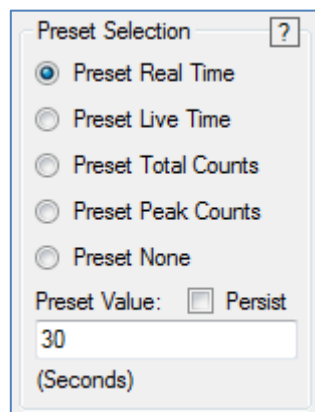 Preset Selection ?
Preset Real Time
Preset Live Time
Preset Total Counts
Preset Peak Counts
Preset None
Preset Value: Persist
30
(Seconds)